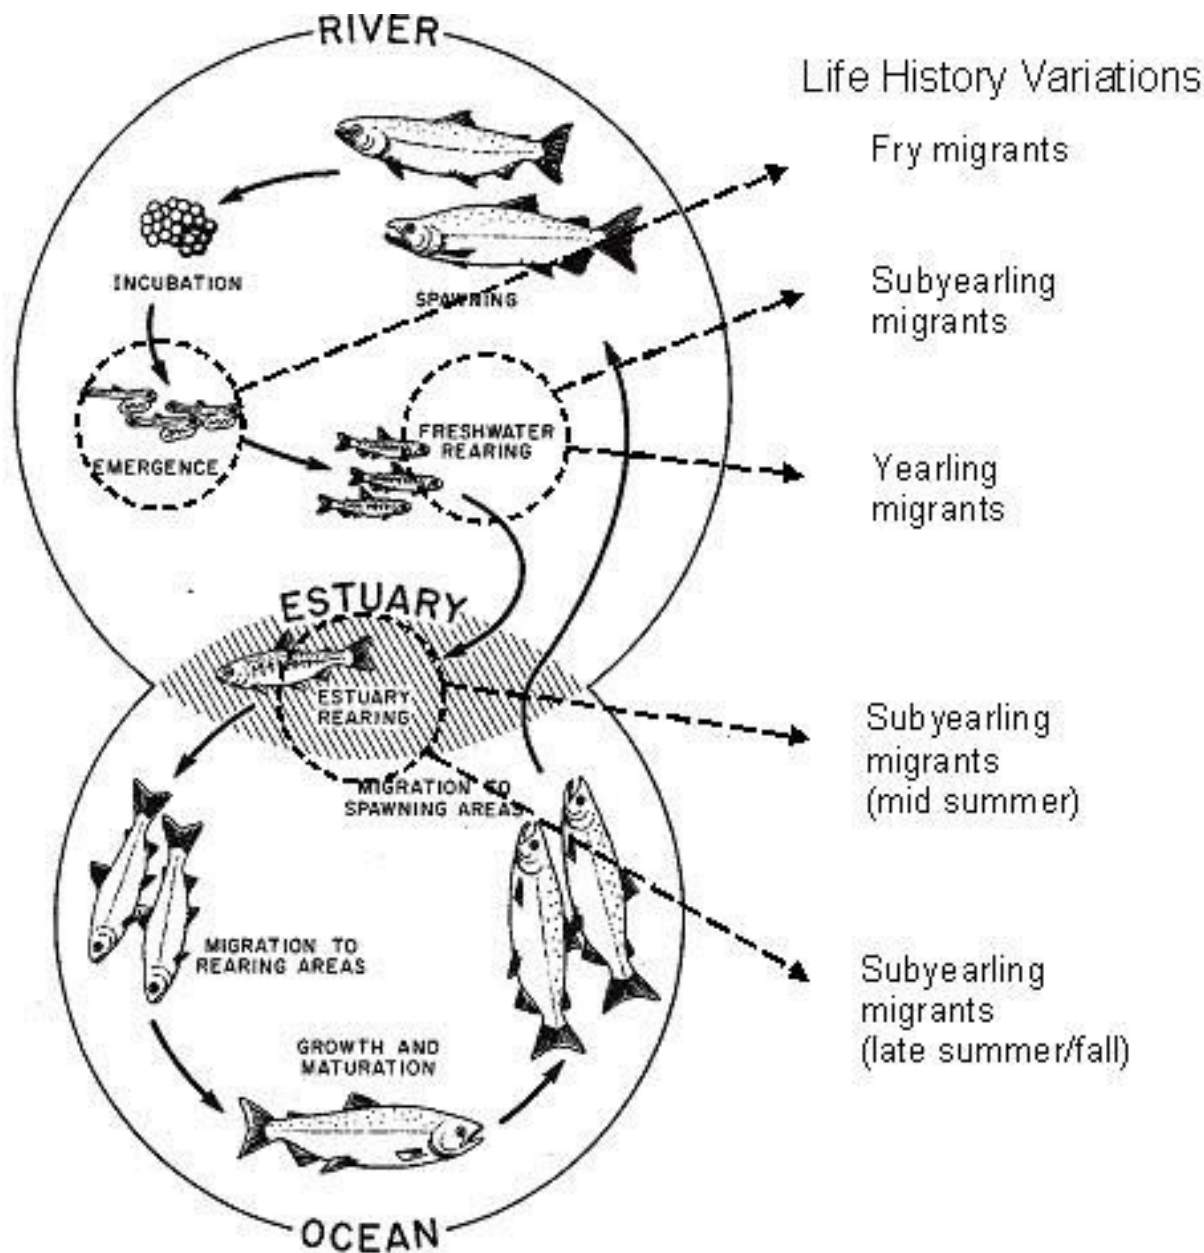 RIVER
Life History Variations
Fry migrants
INCUBATION
SPAWNING
Subyearling
migrants
EMERGENCE
FRESHWATER
REARING
Yearling
migrants
ESTUARY
ESTUARY
REARING
Subyearling
migrants
(mid summer)
MIGRATION TO
SPAWNING AREAS
MIGRATION TO
REARING AREAS
Subyearling
migrants
(late summer/fall)
GROWTH AND
MATURATION
OCEAN